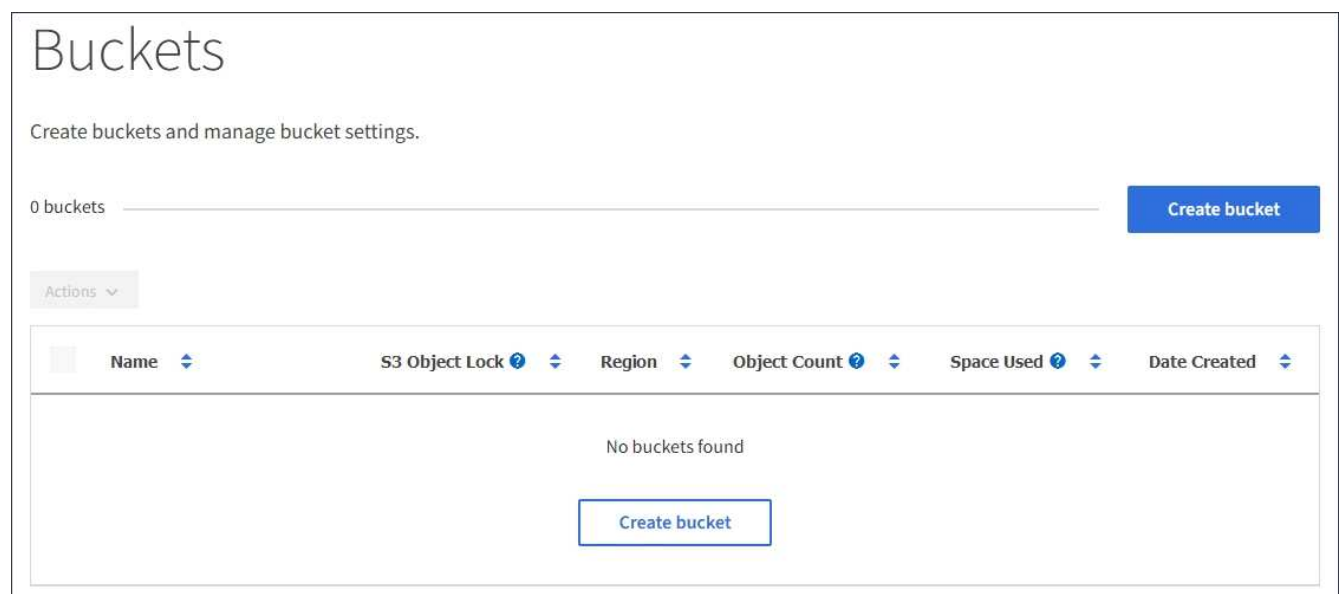 Buckets
Create buckets and manage bucket settings.
0 buckets
Create bucket
Actions
Name S3 Object Lock ? Region Object Count ? Space Used ? Date Created
No buckets found
Create bucket